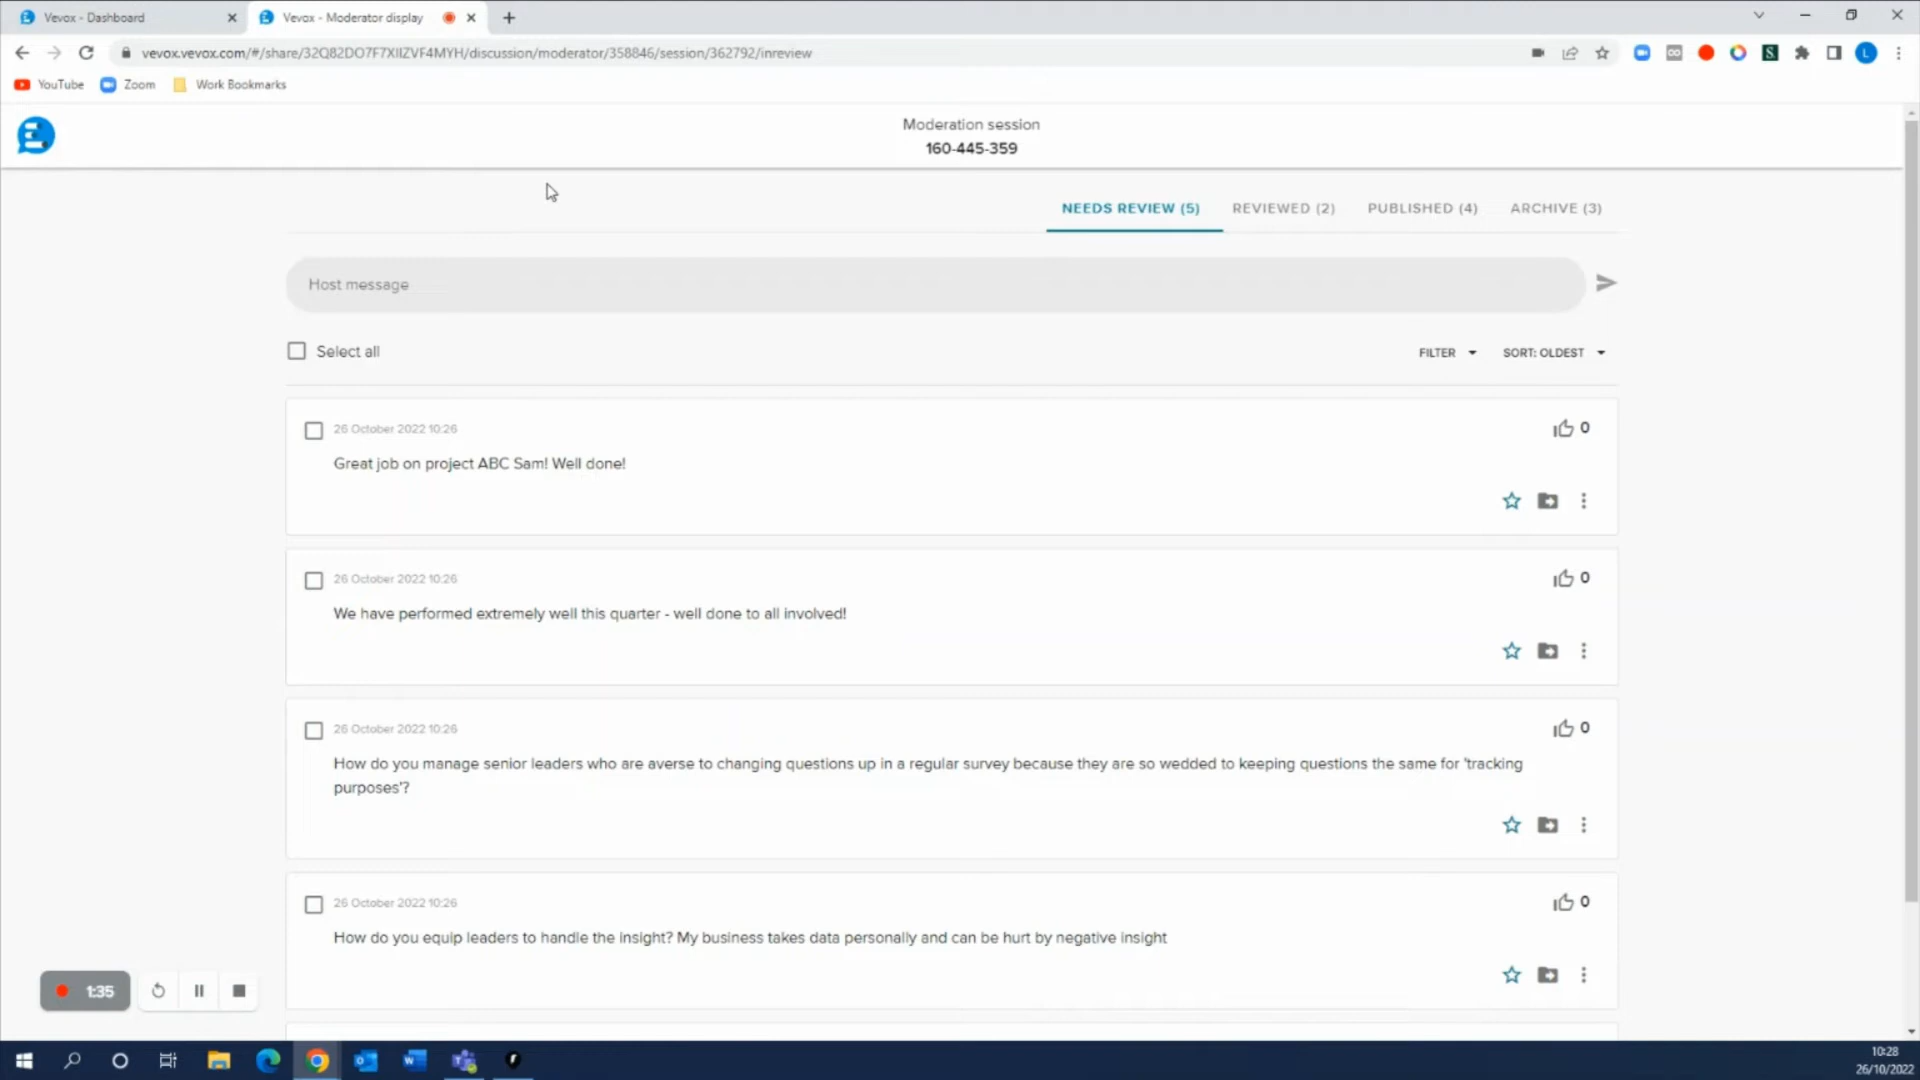 Vevox - Dashboard
Vevox - Moderator display
vevox.vevox.com/#/share/32Q82DO7F7XIIZVF4MYH/discussion/moderator/358846/session/362792/inreview
YouTube
Zoom
Work Bookmarks
Moderation session
160-445-359
NEEDS REVIEW (5)
REVIEWED (2)
PUBLISHED (4)
ARCHIVE (3)
Host message
Select all
FILTER
SORT: OLDEST
26 October 2022 10:26
0
Great job on project ABC Sam! Well done!
26 October 2022 10:26
0
We have performed extremely well this quarter - well done to all involved!
26 October 2022 10:26
0
How do you manage senior leaders who are averse to changing questions up in a regular survey because they are so wedded to keeping questions the same for 'tracking
purposes'?
26 October 2022 10:26
0
How do you equip leaders to handle the insight? My business takes data personally and can be hurt by negative insight
1:35
10:28
26/10/2022